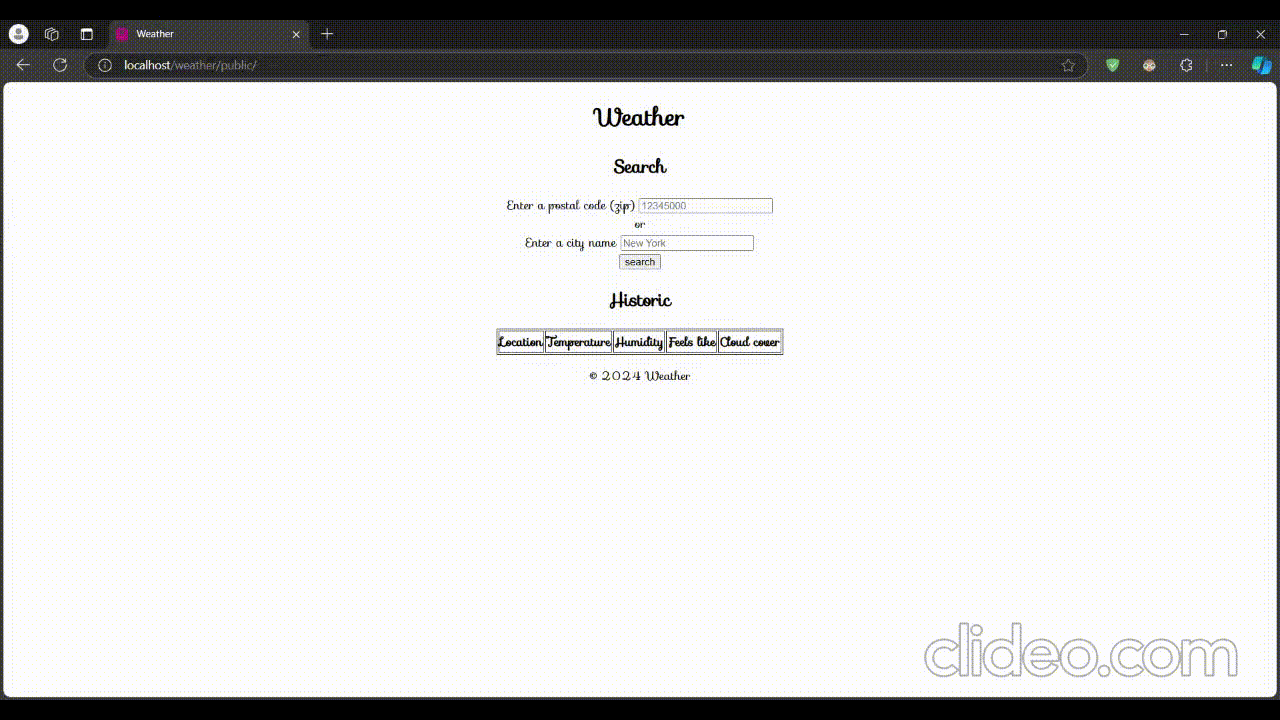 Weather
localhost/weather/public/
Weather
Search
Enter a postal code (zip) 12345000
or
Enter a city name New York
search
Historic
Location Temperature Humidity Feels like Cloud cover
© 2024 Weather
clideo.com